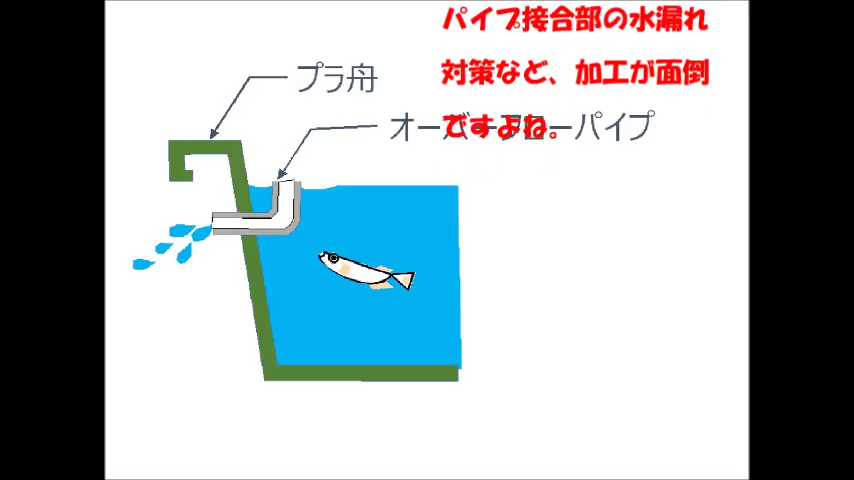 パイプ接合部の水漏れ
対策など、加工が面倒
ですよね。
プラ舟
オーバーフローパイプ